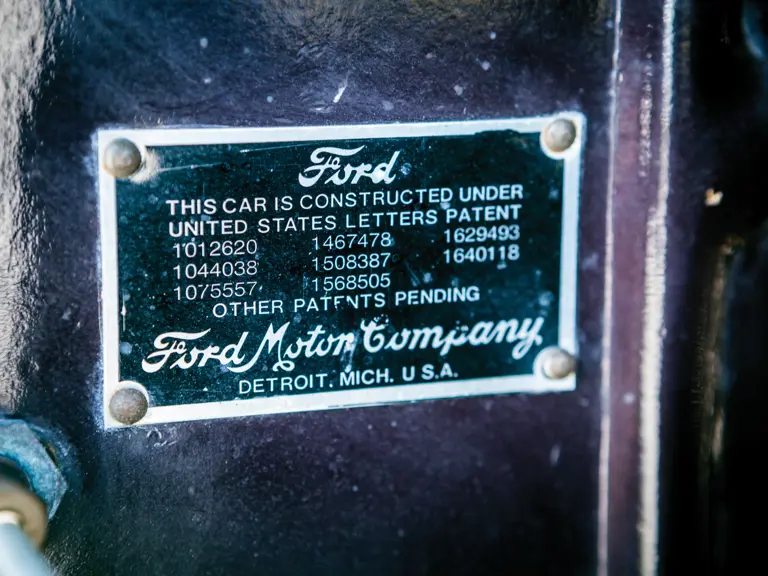 Ford
THIS CAR IS CONSTRUCTED UNDER
UNITED STATES LETTERS PATENT
1012620 1467478 1629493
1044038 1508387 1640118
1075557 1568505
OTHER PATENTS PENDING
Ford Motor Company
DETROIT. MICH. U S.A.